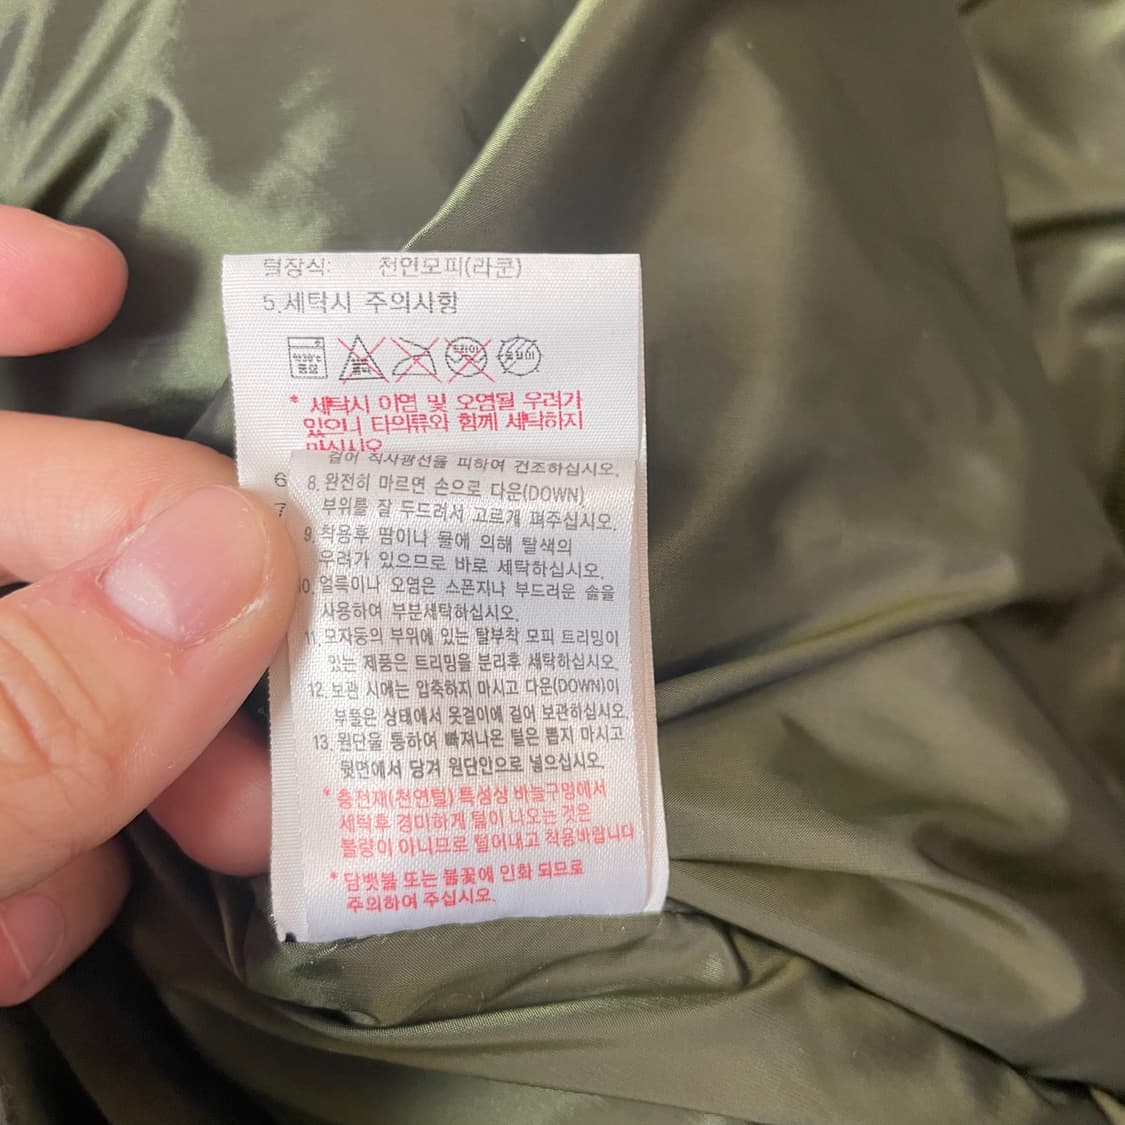 털장식: 천연모피(라쿤)
5.세탁시 주의사항
약30℃
중성
드라이
* 세탁시 이염 및 오염될 우려가
있으니 타의류와 함께 세탁하지
마십시오
6
7
걸어 직사광선을 피하여 건조하십시오.
8. 완전히 마르면 손으로 다운(DOWN)
부위를 잘 두드려서 고르게 펴주십시오.
9. 착용후 땀이나 물에 의해 탈색의
우려가 있으므로 바로 세탁하십시오.
10. 얼룩이나 오염은 스폰지나 부드러운 솔을
사용하여 부분세탁하십시오.
11. 모자등의 부위에 있는 탈부착 모피 트리밍이
있는 제품은 트리밍을 분리후 세탁하십시오.
12. 보관 시에는 압축하지 마시고 다운(DOWN)이
부풀은 상태에서 옷걸이에 걸어 보관하십시오.
13. 원단을 통하여 빠져나온 털은 뽑지 마시고
뒷면에서 당겨 원단안으로 넣으십시오.
* 충전재(천연털) 특성상 바늘구멍에서
세탁후 경미하게 털이 나오는 것은
불량이 아니므로 털어내고 착용바랍니다
* 담뱃불 또는 불꽃에 인화 되므로
주의하여 주십시오.